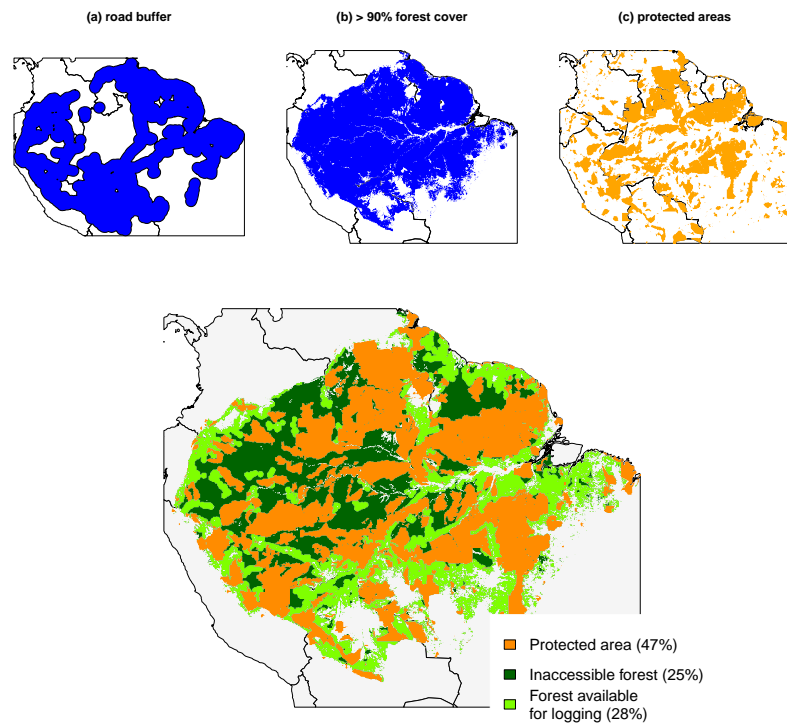 (a) road buffer
(b) > 90% forest cover
(c) protected areas
Protected area (47%)
Inaccessible forest (25%)
Forest available
for logging (28%)